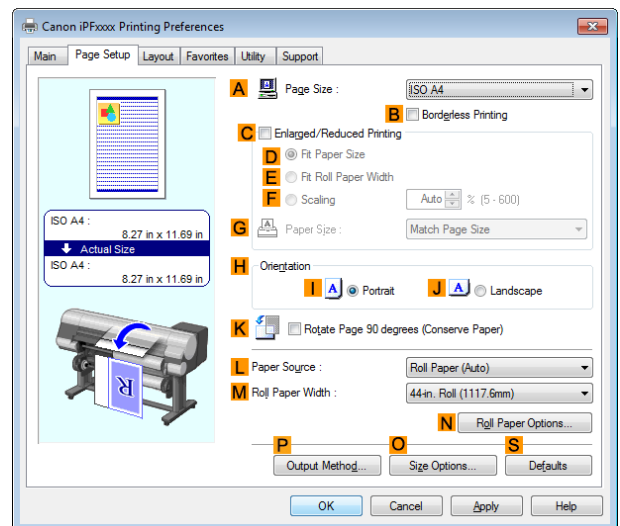 Canon iPFxxxx Printing Preferences
Main Page Setup Layout Favorites Utility Support
A Page Size : ISO A4
B Borderless Printing
C Enlarged/Reduced Printing
D Fit Paper Size
E Fit Roll Paper Width
F Scaling Auto % (5 - 600)
G Paper Size : Match Page Size
ISO A4 :
8.27 in x 11.69 in
Actual Size
ISO A4 :
8.27 in x 11.69 in
H Orientation
I A Portrait J A Landscape
K Rotate Page 90 degrees (Conserve Paper)
L Paper Source : Roll Paper (Auto)
M Roll Paper Width : 44-in. Roll (1117.6mm)
R
N Roll Paper Options...
P O S
Output Method... Size Options... Defaults
OK Cancel Apply Help